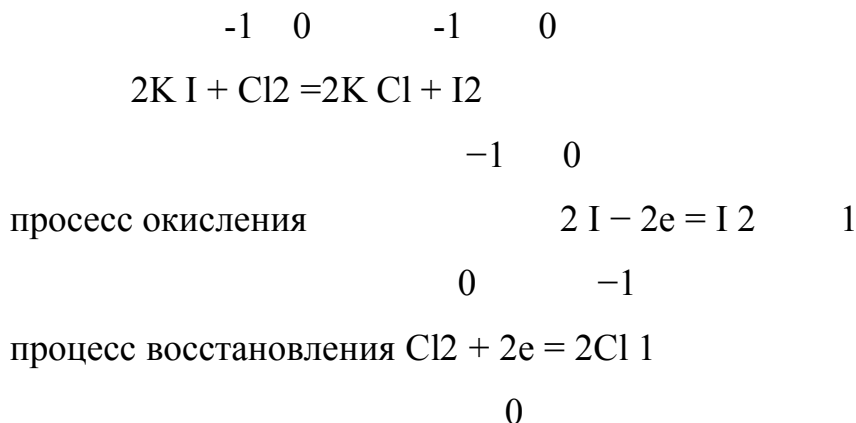 -1 0 -1 0
2K I + Cl2 =2K Cl + I2
−1 0
просесс окисления 2 I − 2e = I 2 1
0 −1
процесс восстановления Cl2 + 2e = 2Cl 1
0